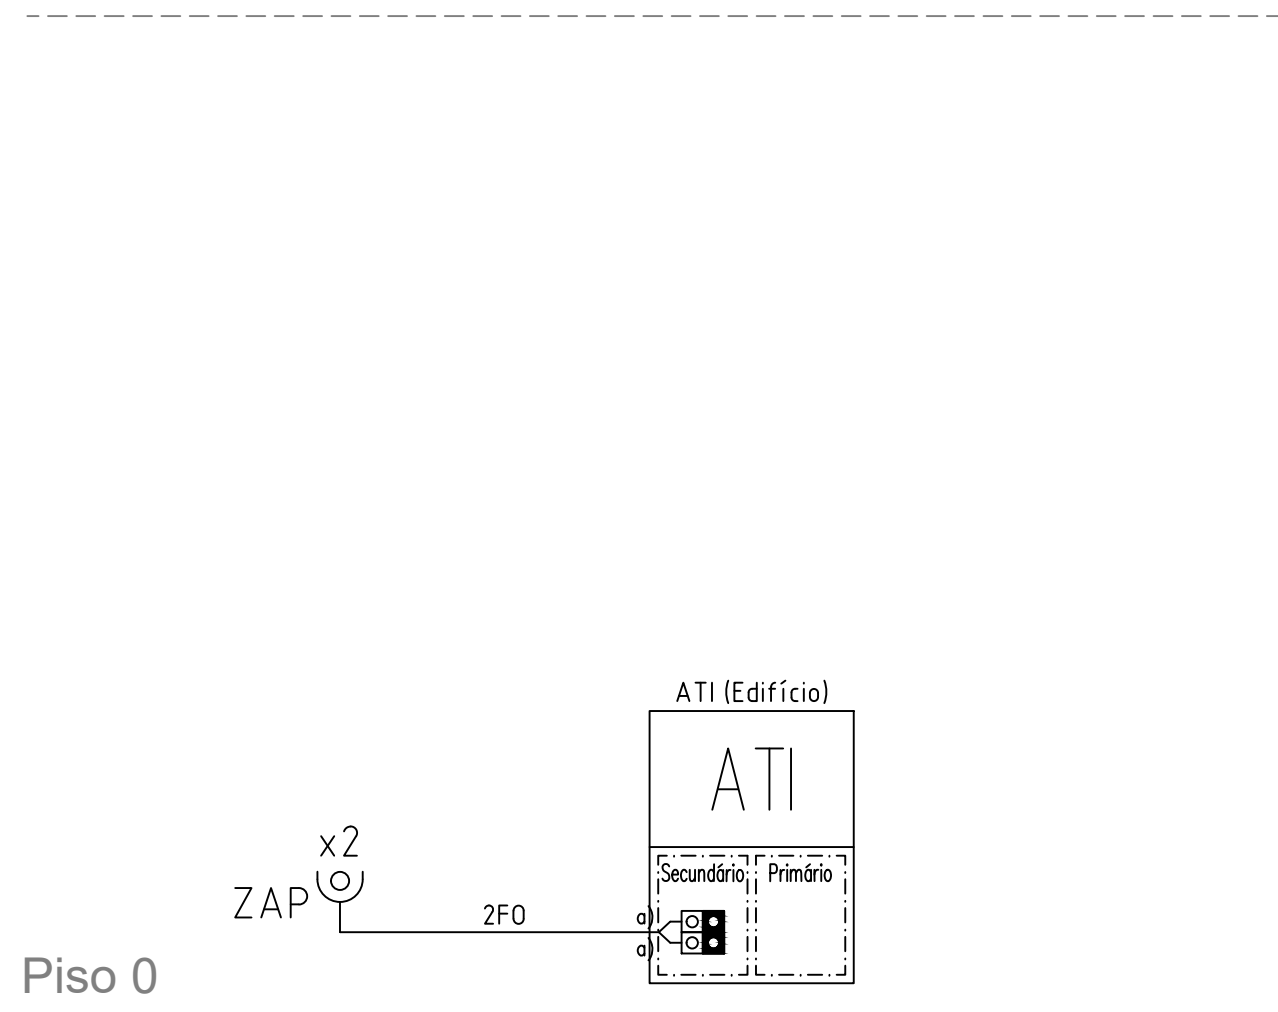 ATI (Edifício)
ATI
x2
Secundário
Primário
ZAP
2FO
a)
a)
Piso 0